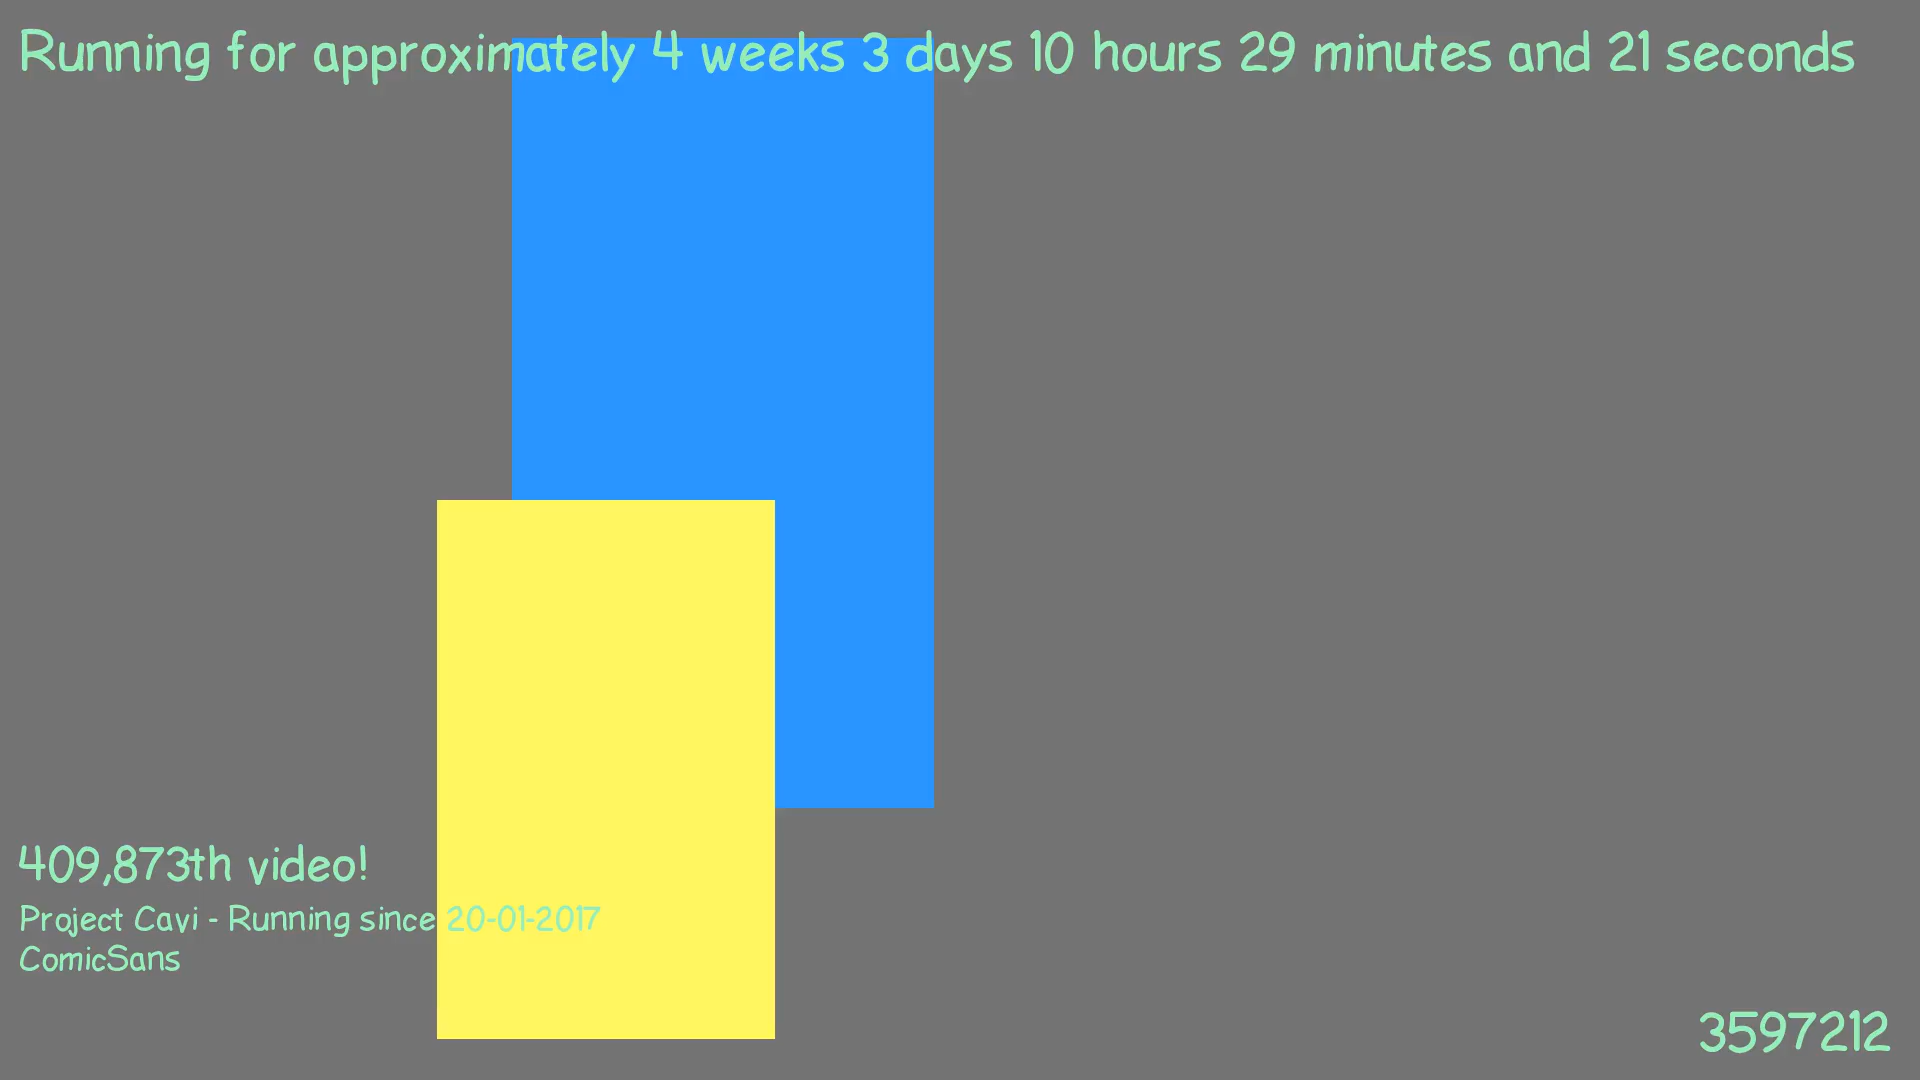 Running for approximately 4 weeks 3 days 10 hours 29 minutes and 21 seconds
409,873th video!
Project Cavi - Running since 20-01-2017
ComicSans
3597212